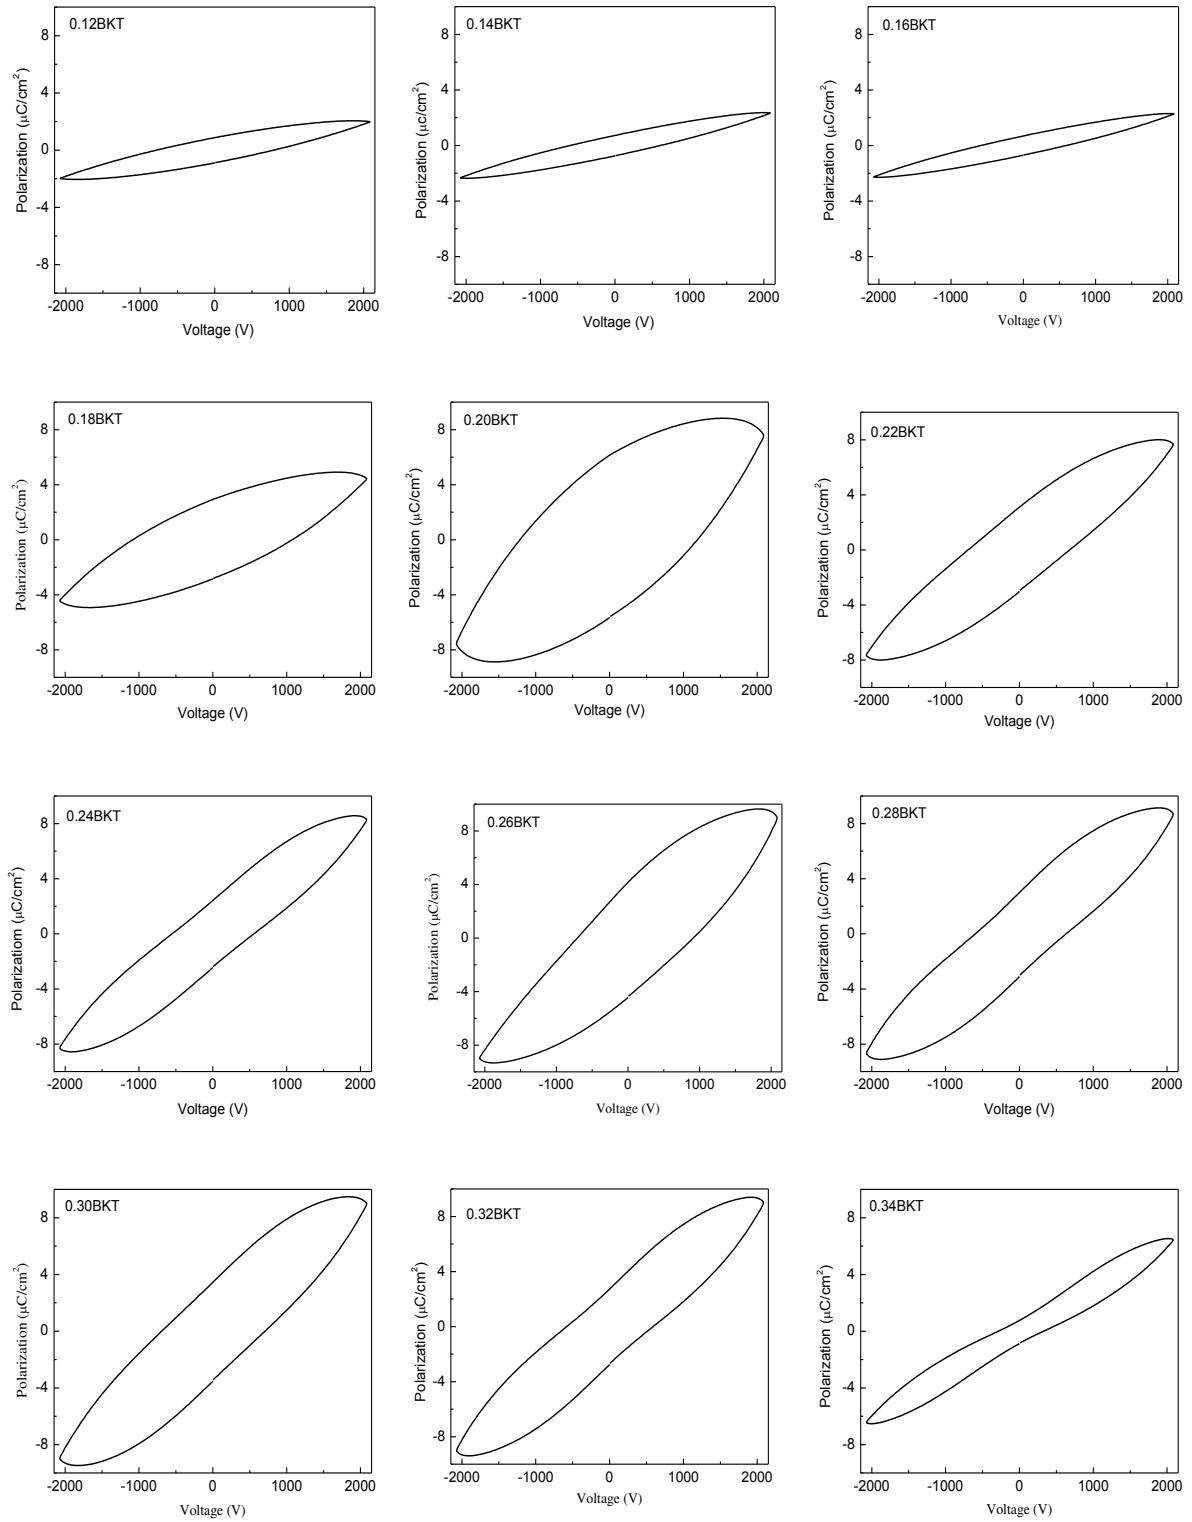 0.12BKT
8
4
0
-4
-8
-2000 -1000 0 1000 2000
Voltage (V)
Polarization (μC/cm2)
0.14BKT
8
4
0
-4
-8
-2000 -1000 0 1000 2000
Voltage (V)
Polarization (μc/cm2)
0.16BKT
8
4
0
-4
-8
-2000 -1000 0 1000 2000
Voltage (V)
Polarization (μC/cm2)
0.18BKT
8
4
0
-4
-8
-2000 -1000 0 1000 2000
Voltage (V)
Polarization (μC/cm2)
0.20BKT
8
4
0
-4
-8
-2000 -1000 0 1000 2000
Voltage (V)
Polarization (μC/cm2)
0.22BKT
8
4
0
-4
-8
-2000 -1000 0 1000 2000
Voltage (V)
Polarization (μC/cm2)
0.24BKT
8
4
0
-4
-8
-2000 -1000 0 1000 2000
Voltage (V)
Polarizatiom (μC/cm2)
0.26BKT
8
4
0
-4
-8
-2000 -1000 0 1000 2000
Voltage (V)
Polarization (μC/cm2)
0.28BKT
8
4
0
-4
-8
-2000 -1000 0 1000 2000
Voltage (V)
Polarization (μC/cm2)
0.30BKT
8
4
0
-4
-8
-2000 -1000 0 1000 2000
Voltage (V)
Polarization (μC/cm2)
0.32BKT
8
4
0
-4
-8
-2000 -1000 0 1000 2000
Voltage (V)
Polarization (μC/cm2)
0.34BKT
8
4
0
-4
-8
-2000 -1000 0 1000 2000
Voltage (V)
Polarization (μC/cm2)